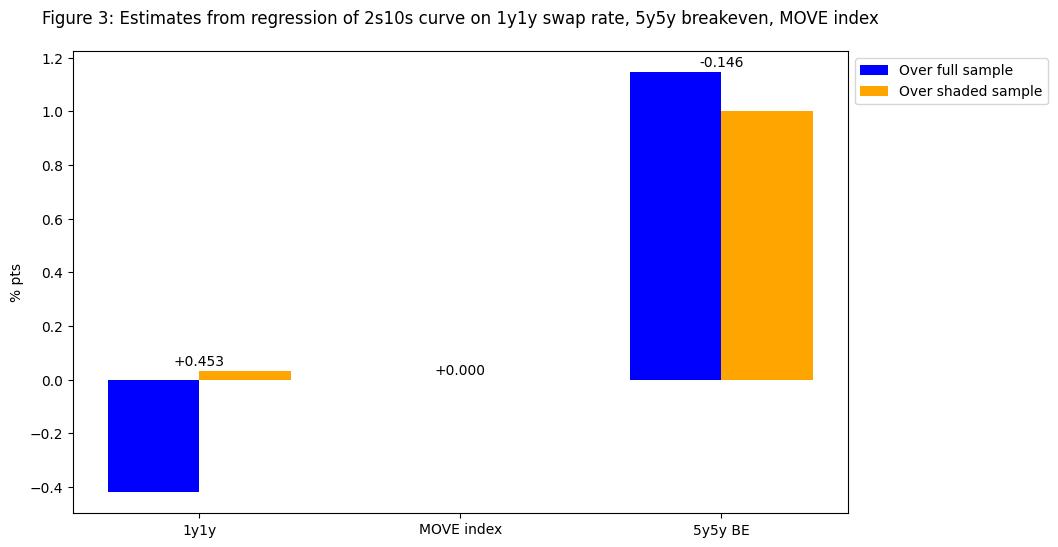 Figure 3: Estimates from regression of 2s10s curve on 1y1y swap rate, 5y5y breakeven, MOVE index
1.2
1.0
0.8
0.6
0.4
0.2
0.0
−0.2
−0.4
% pts
-0.146
+0.453
+0.000
1y1y
MOVE index
5y5y BE
Over full sample
Over shaded sample